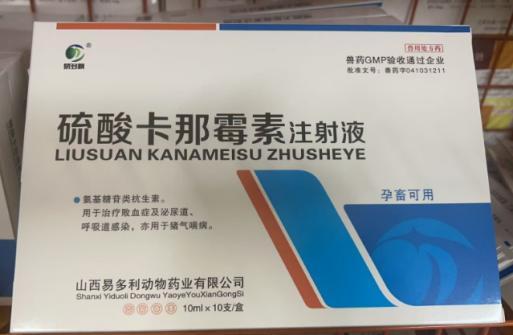 ®
兽用处方药
兽药GMP验收通过企业
批准文号：兽药字041031211
硫酸卡那霉素注射液
LIUSUAN KANAMEISU ZHUSHEYE
● 氨基糖苷类抗生素。
用于治疗败血症及泌尿道、
呼吸道感染，亦用于猪气喘病。
孕畜可用
山西易多利动物药业有限公司
Shanxi Yiduoli Dongwu YaoyeYouXianGongSi
10ml×10支/盒